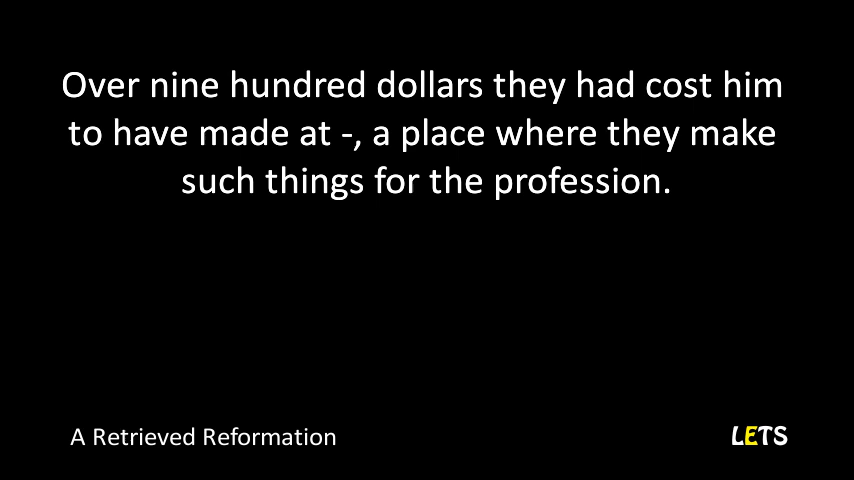 Over nine hundred dollars they had cost him
to have made at -, a place where they make
such things for the profession.
A Retrieved Reformation
LETS